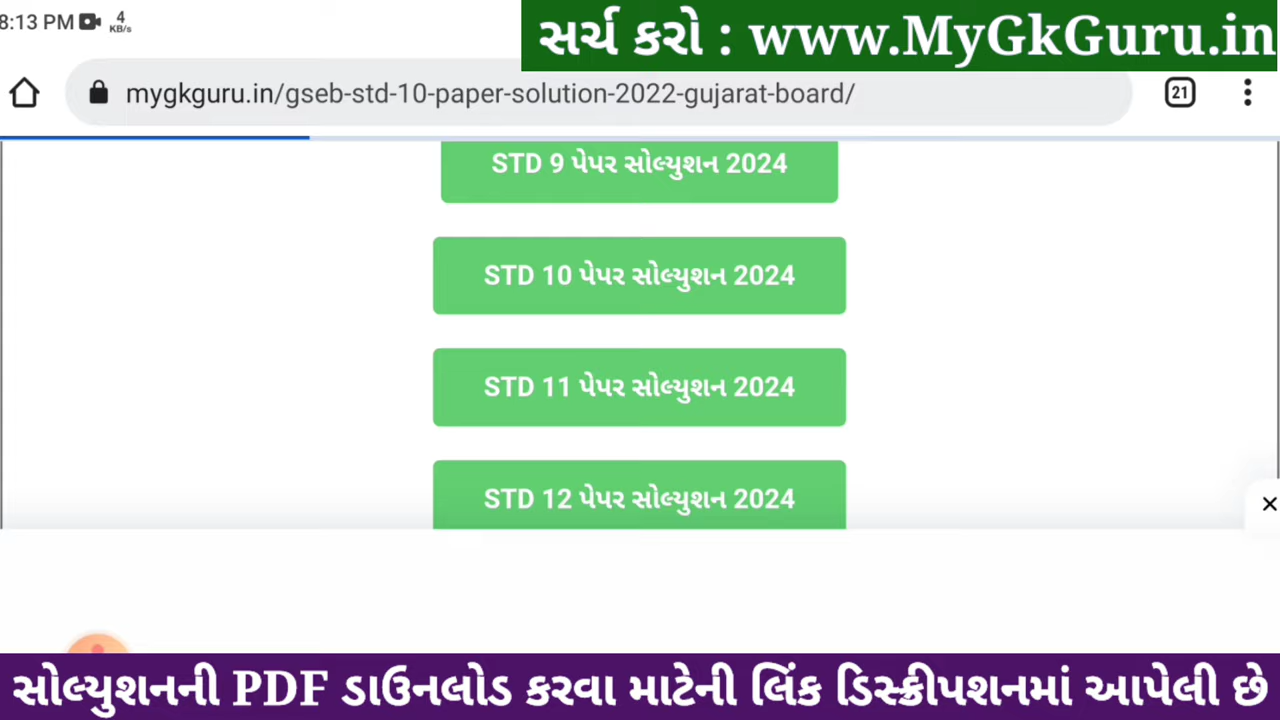 8:13 PM 4 KB/s
સર્ચ કરો : www.MyGkGuru.in
mygkguru.in/gseb-std-10-paper-solution-2022-gujarat-board/
21
STD 9 પેપર સોલ્યુશન 2024
STD 10 પેપર સોલ્યુશન 2024
STD 11 પેપર સોલ્યુશન 2024
STD 12 પેપર સોલ્યુશન 2024
સોલ્યુશનની PDF ડાઉનલોડ કરવા માટેની લિંક ડિસ્ક્રીપશનમાં આપેલી છે